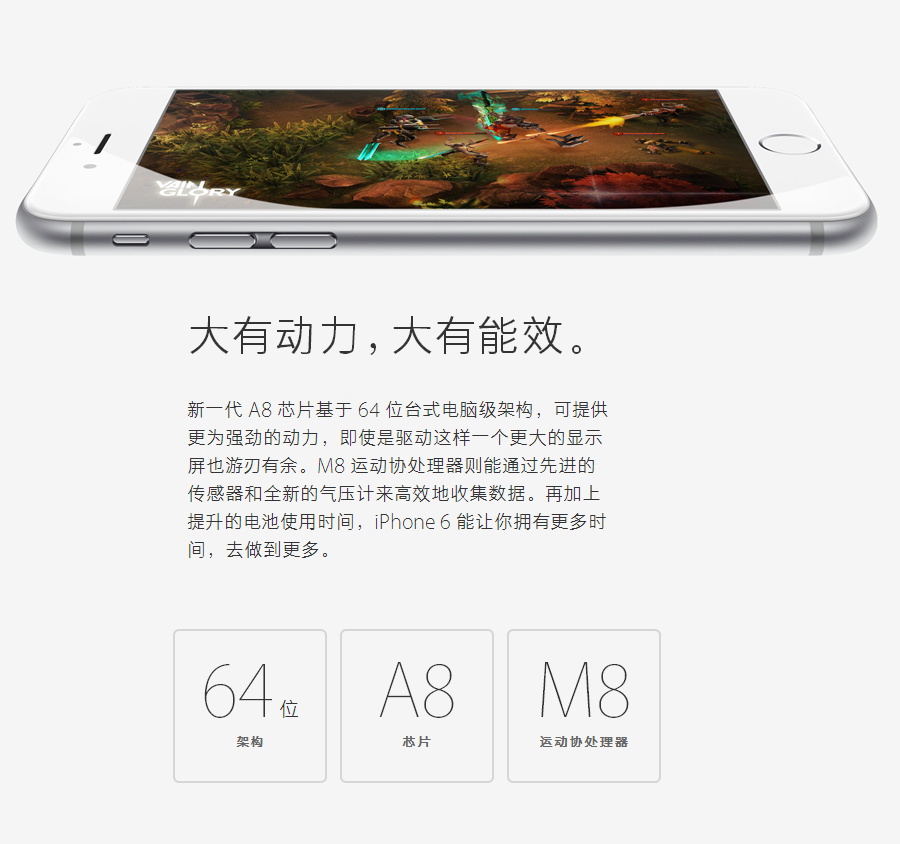 VAIN
GLORY
大有动力，大有能效。
新一代 A8 芯片基于 64 位台式电脑级架构，可提供
更为强劲的动力，即使是驱动这样一个更大的显示
屏也游刃有余。M8 运动协处理器则能通过先进的
传感器和全新的气压计来高效地收集数据。再加上
提升的电池使用时间，iPhone 6 能让你拥有更多时
间，去做到更多。
64 位
架构
A8
芯片
M8
运动协处理器